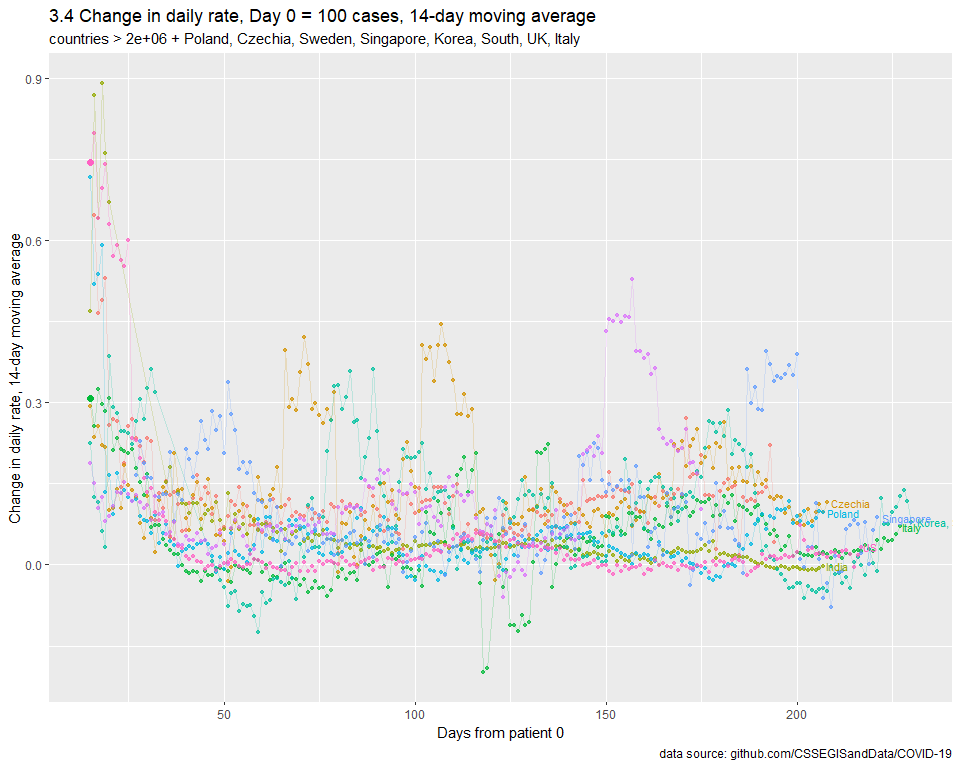 3.4 Change in daily rate, Day 0 = 100 cases, 14-day moving average
countries > 2e+06 + Poland, Czechia, Sweden, Singapore, Korea, South, UK, Italy
Change in daily rate, 14-day moving average
0.9
0.6
0.3
0.0
Czechia
Poland
Singapore
Korea,
Italy
India
50
100
150
200
Days from patient 0
data source: github.com/CSSEGISandData/COVID-19